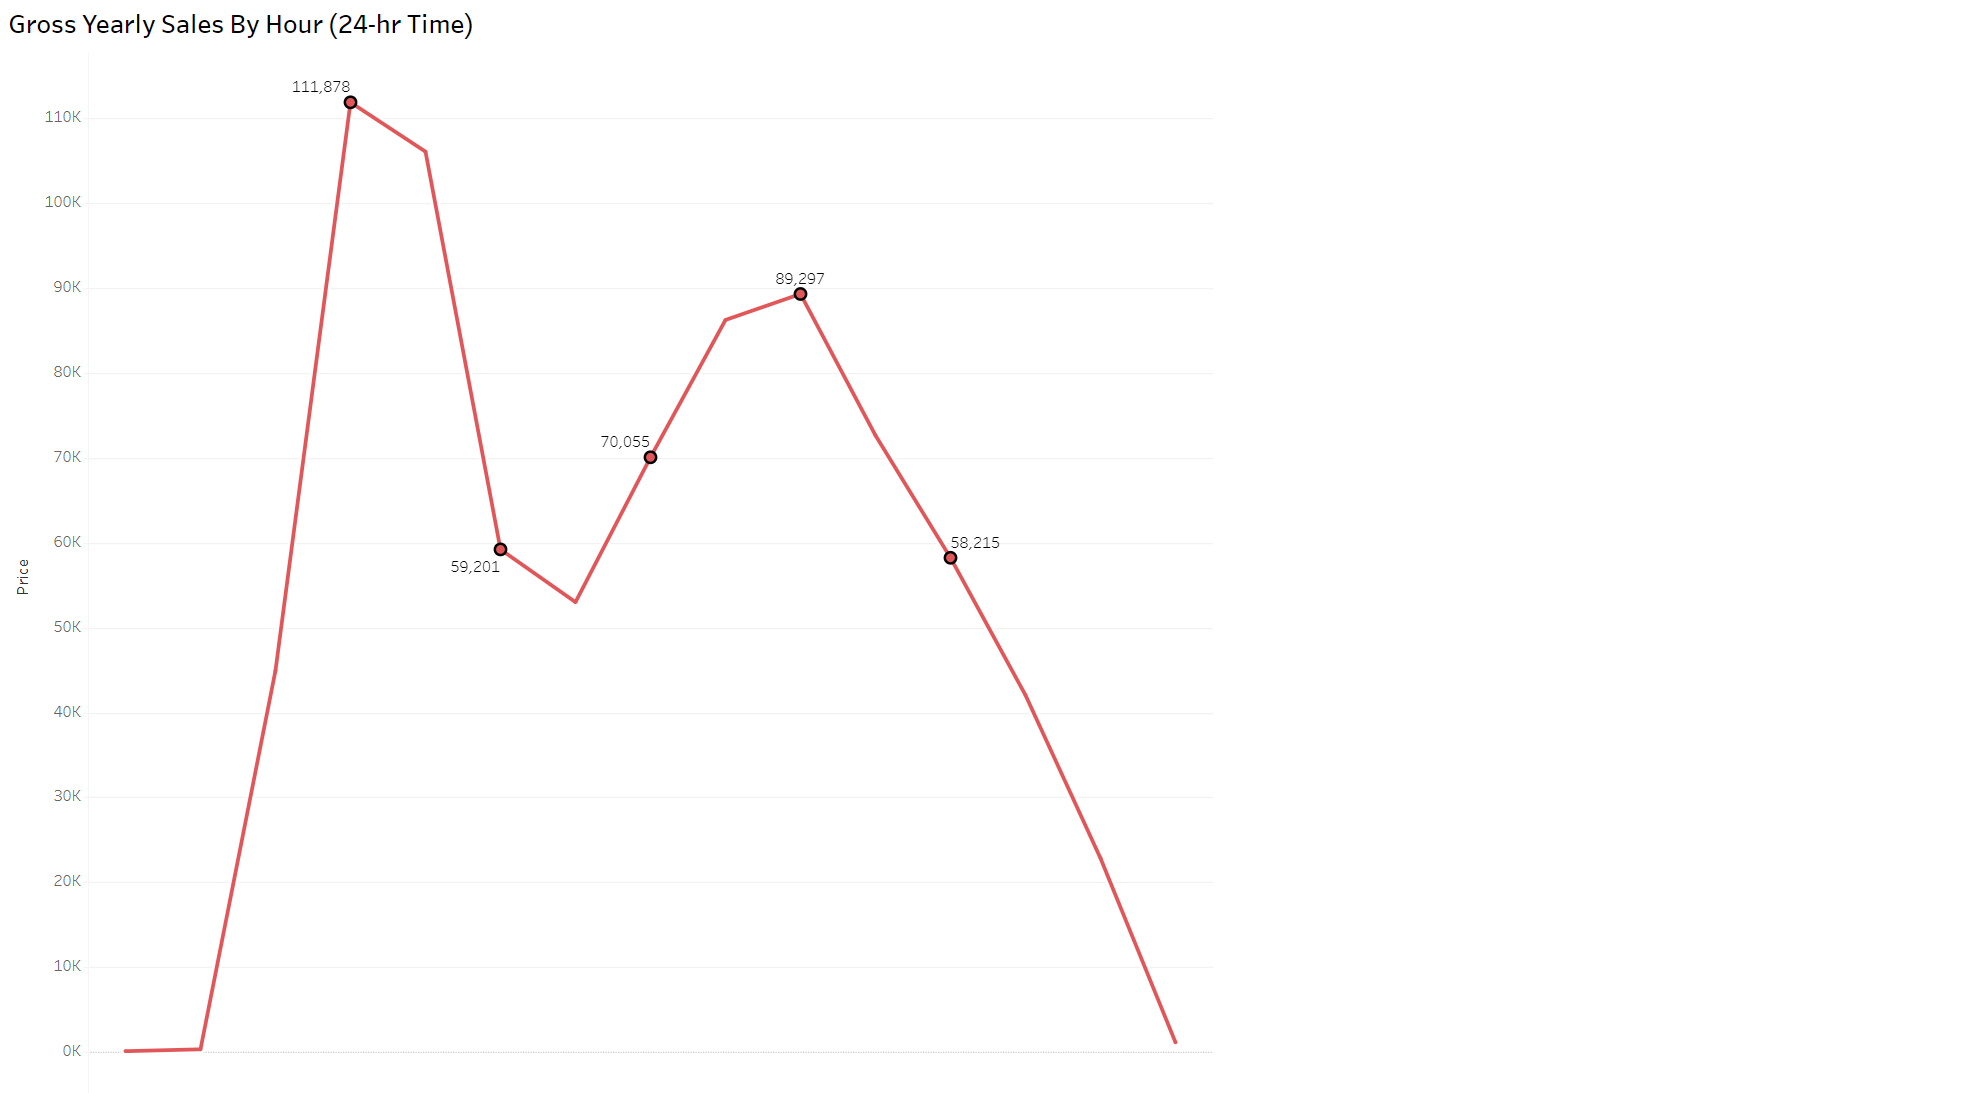 Gross Yearly Sales By Hour (24-hr Time)
111,878
110K
100K
89,297
90K
80K
70,055
70K
60K
58,215
59,201
Price
50K
40K
30K
20K
10K
0K